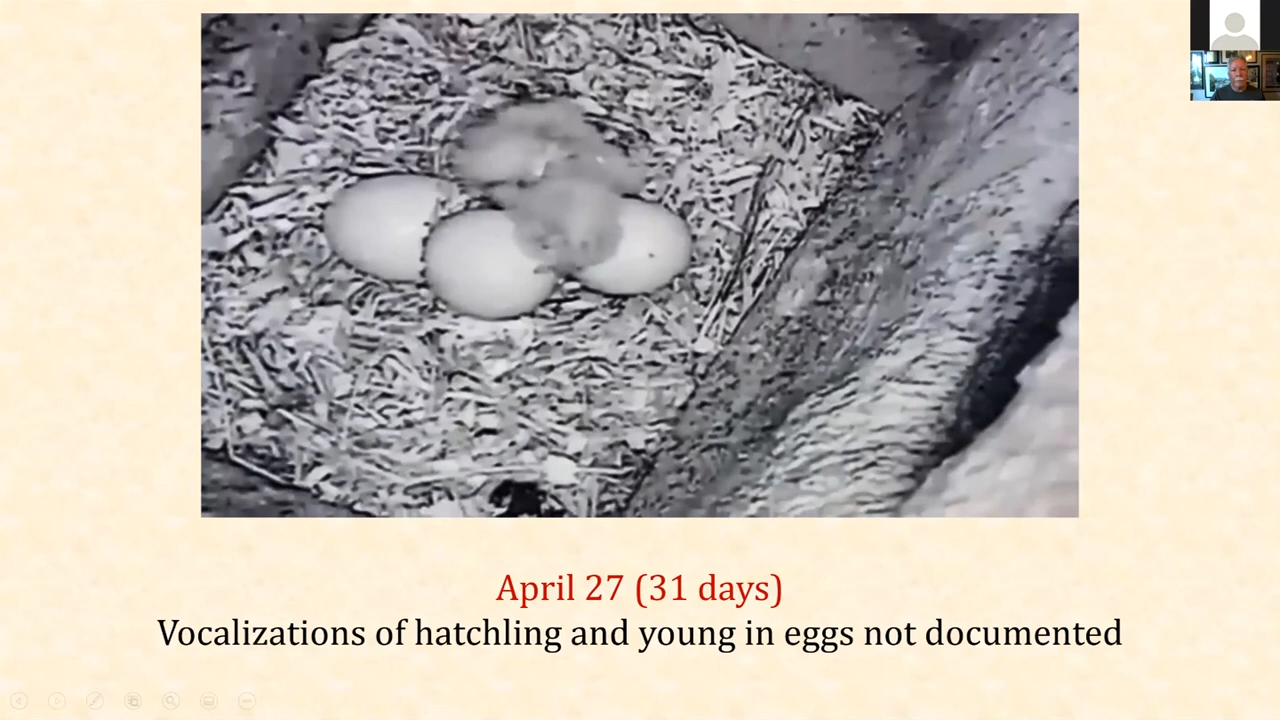 April 27 (31 days)
Vocalizations of hatchling and young in eggs not documented